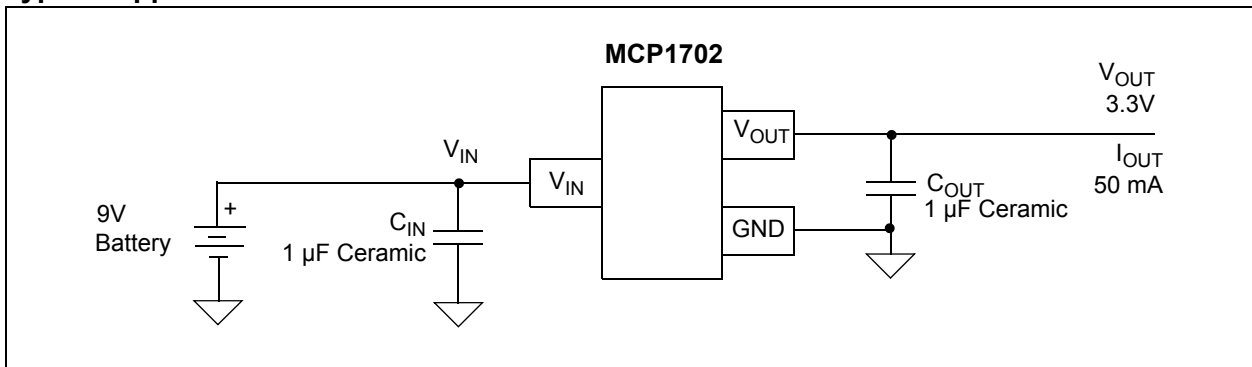 MCP1702
V_OUT
3.3V
V_IN
V_IN
V_OUT
I_OUT
50 mA
9V
Battery
+
C_IN
1 µF Ceramic
GND
C_OUT
1 µF Ceramic